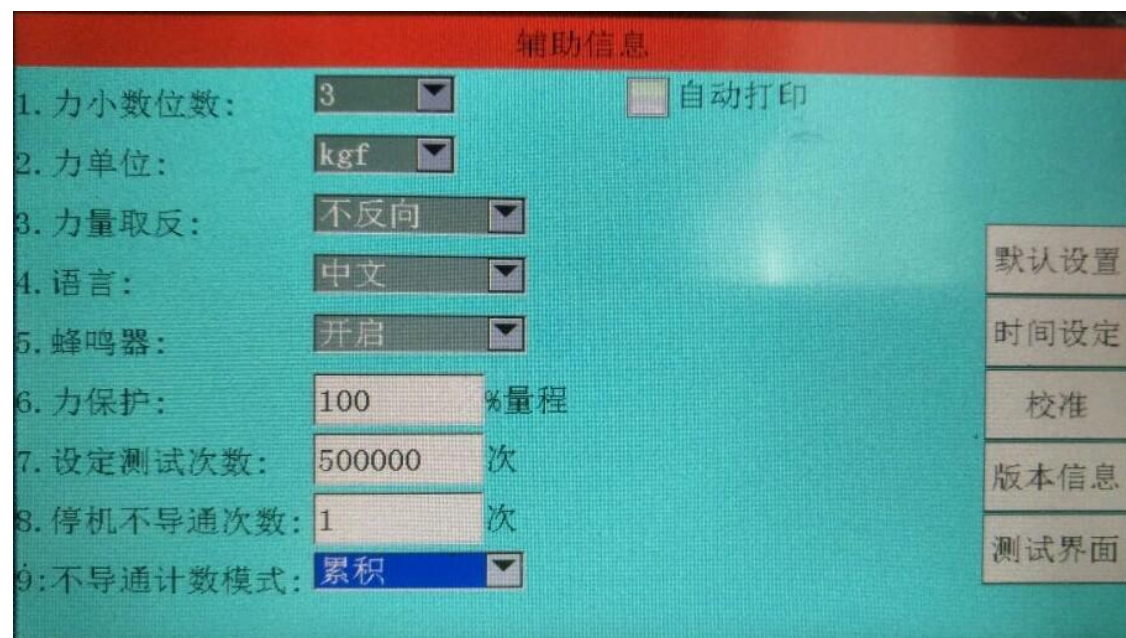 辅助信息
1. 力小数位数: 3 自动打印
2. 力单位: kgf
3. 力量取反: 不反向
4. 语言: 中文
5. 蜂鸣器: 开启
6. 力保护: 100 %量程
7. 设定测试次数: 500000 次
8. 停机不导通次数: 1 次
9:不导通计数模式: 累积
默认设置
时间设定
校准
版本信息
测试界面